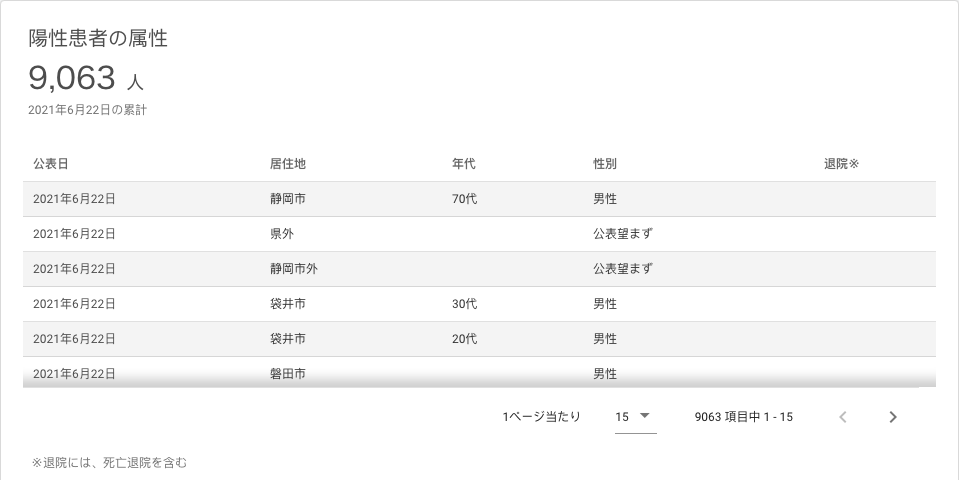 陽性患者の属性
9,063 人
2021年6月22日の累計
公表日 居住地 年代 性別 退院※
2021年6月22日 静岡市 70代 男性
2021年6月22日 県外 公表望まず
2021年6月22日 静岡市外 公表望まず
2021年6月22日 袋井市 30代 男性
2021年6月22日 袋井市 20代 男性
2021年6月22日 磐田市 男性
1ページ当たり 15 9063 項目中 1 - 15
※退院には、死亡退院を含む